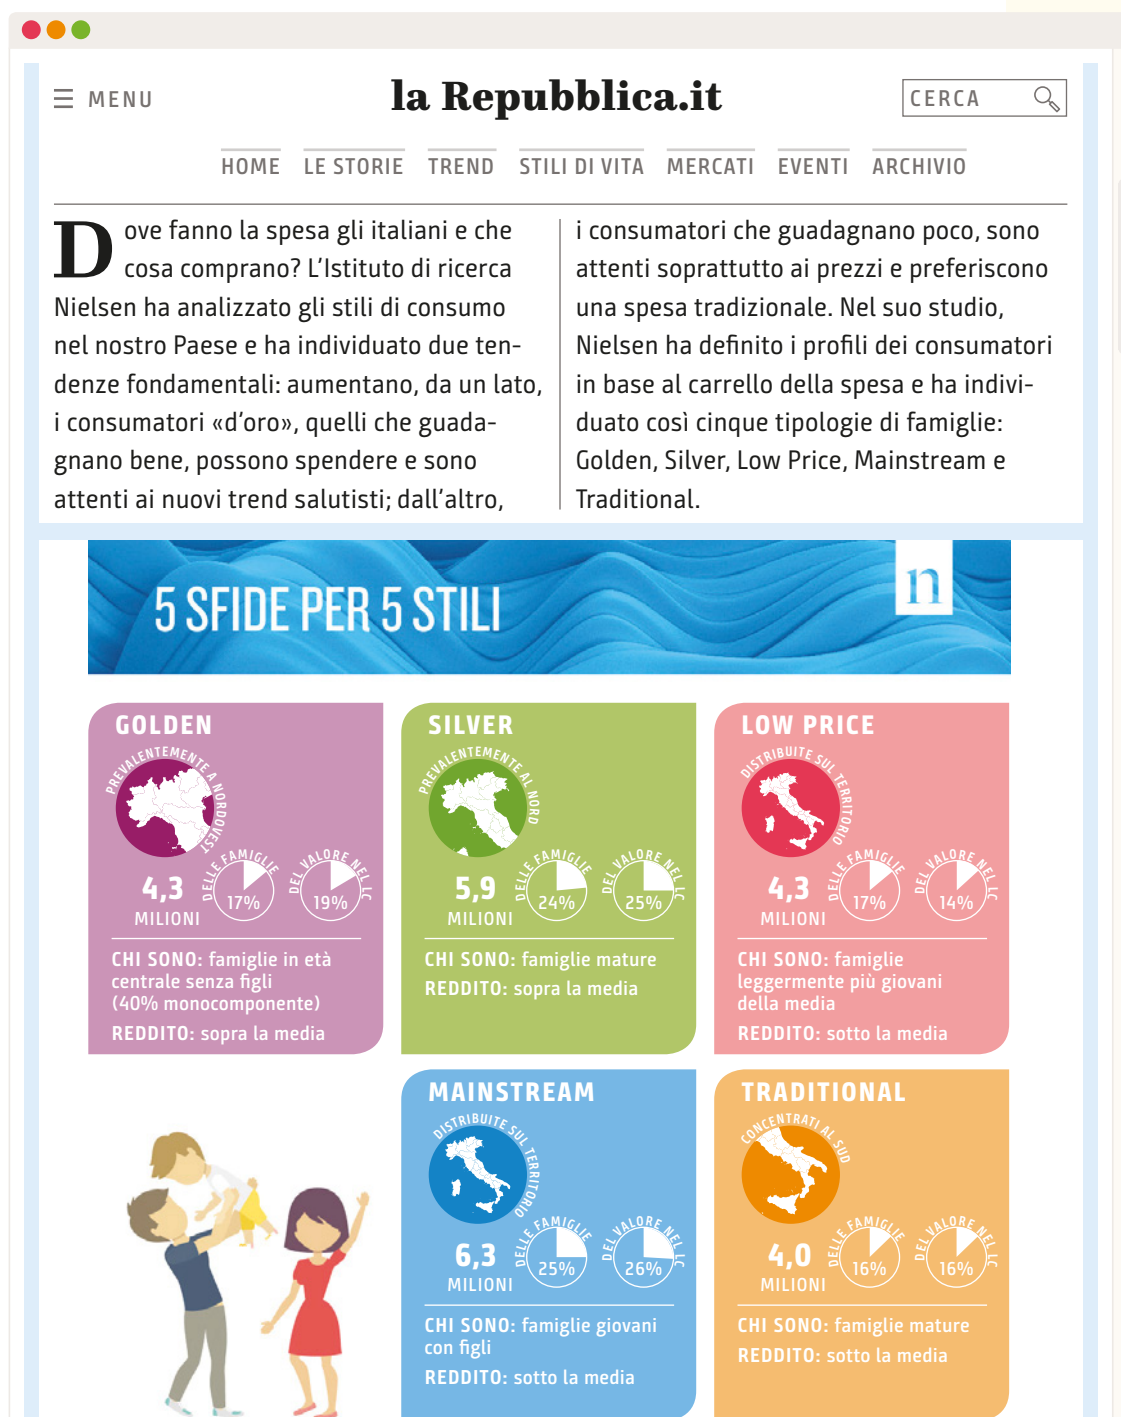 MENU
la Repubblica.it
CERCA
HOME LE STORIE TREND STILI DI VITA MERCATI EVENTI ARCHIVIO
Dove fanno la spesa gli italiani e che
cosa comprano? L'Istituto di ricerca
Nielsen ha analizzato gli stili di consumo
nel nostro Paese e ha individuato due ten-
denze fondamentali: aumentano, da un lato,
i consumatori «d'oro», quelli che guada-
gnano bene, possono spendere e sono
attenti ai nuovi trend salutisti; dall'altro,
i consumatori che guadagnano poco, sono
attenti soprattutto ai prezzi e preferiscono
una spesa tradizionale. Nel suo studio,
Nielsen ha definito i profili dei consumatori
in base al carrello della spesa e ha indivi-
duato così cinque tipologie di famiglie:
Golden, Silver, Low Price, Mainstream e
Traditional.
5 SFIDE PER 5 STILI
n
GOLDEN
PREVALENTEMENTE A NORDOVEST
4,3
MILIONI
DELLE FAMIGLIE
17%
DEL VALORE NEL LC
19%
CHI SONO: famiglie in età
centrale senza figli
(40% monocomponente)
REDDITO: sopra la media
SILVER
PREVALENTEMENTE AL NORD
5,9
MILIONI
DELLE FAMIGLIE
24%
DEL VALORE NEL LC
25%
CHI SONO: famiglie mature
REDDITO: sopra la media
LOW PRICE
DISTRIBUITE SUL TERRITORIO
4,3
MILIONI
DELLE FAMIGLIE
17%
DEL VALORE NEL LC
14%
CHI SONO: famiglie
leggermente più giovani
della media
REDDITO: sotto la media
MAINSTREAM
DISTRIBUITE SUL TERRITORIO
6,3
MILIONI
DELLE FAMIGLIE
25%
DEL VALORE NEL LC
26%
CHI SONO: famiglie giovani
con figli
REDDITO: sotto la media
TRADITIONAL
CONCENTRATI AL SUD
4,0
MILIONI
DELLE FAMIGLIE
16%
DEL VALORE NEL LC
16%
CHI SONO: famiglie mature
REDDITO: sotto la media